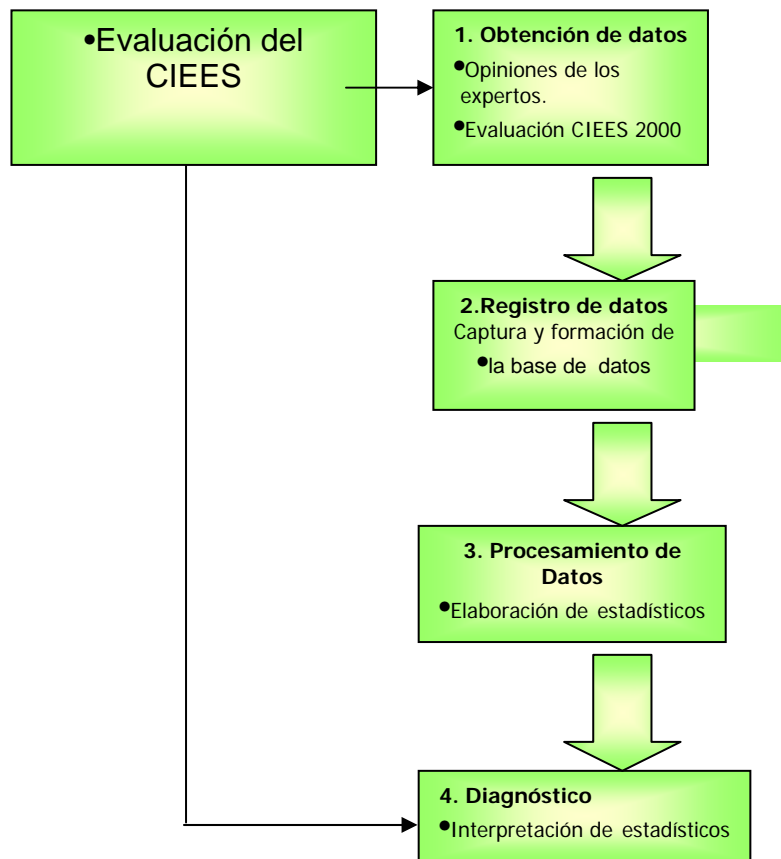 •Evaluación del
CIEES
1. Obtención de datos
•Opiniones de los
expertos.
•Evaluación CIEES 2000
2.Registro de datos
Captura y formación de
•la base de datos
3. Procesamiento de
Datos
•Elaboración de estadísticos
4. Diagnóstico
•Interpretación de estadísticos